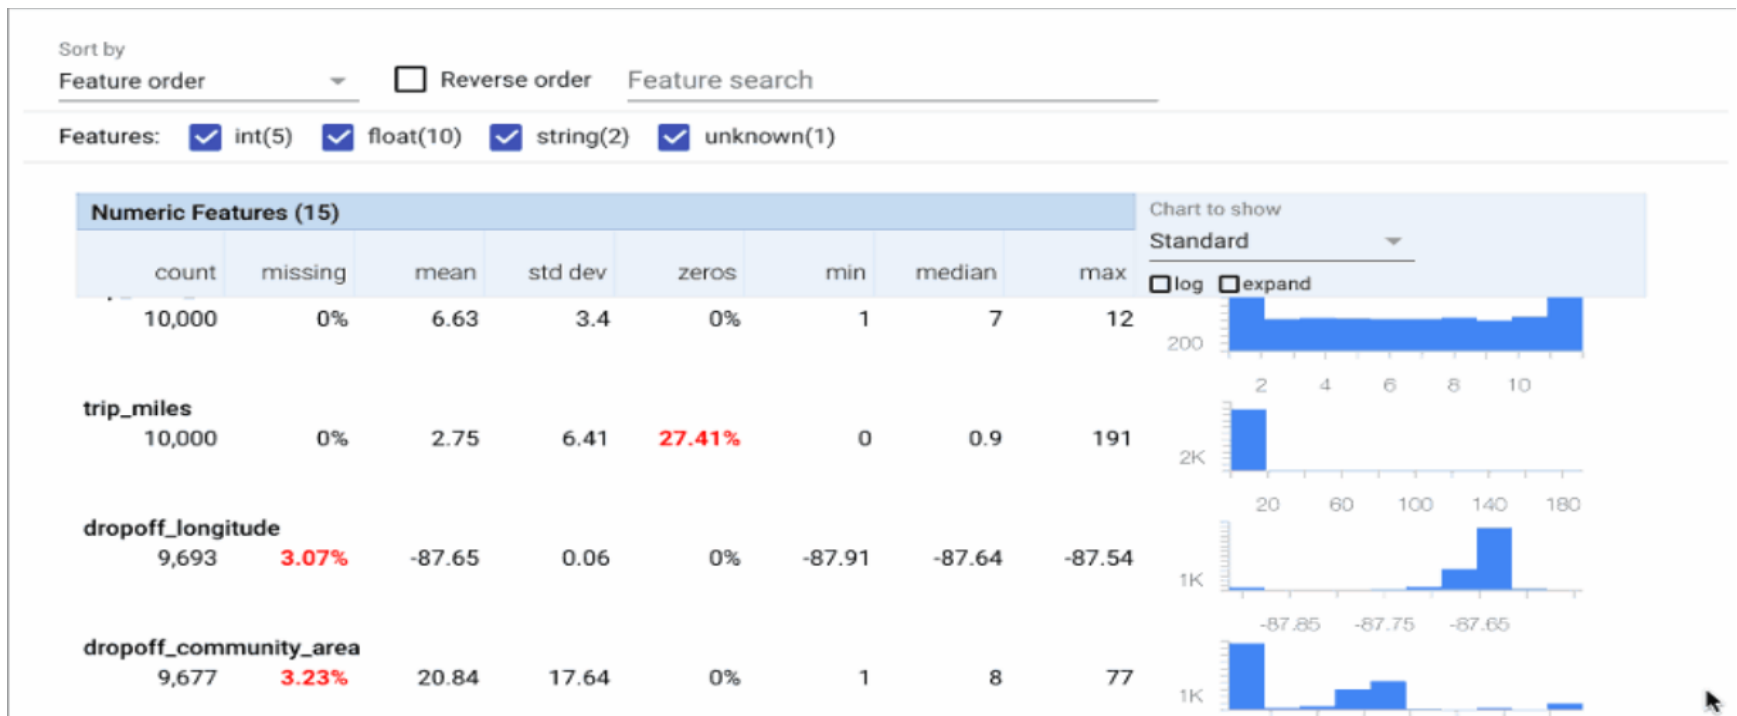 Sort by
Feature order Reverse order Feature search
Features: int(5) float(10) string(2) unknown(1)
Numeric Features (15) Chart to show
Standard
count missing mean std dev zeros min median max
log expand
10,000 0% 6.63 3.4 0% 1 7 12
200
2 4 6 8 10
trip_miles
10,000 0% 2.75 6.41 27.41% 0 0.9 191
2K
20 60 100 140 180
dropoff_longitude
9,693 3.07% -87.65 0.06 0% -87.91 -87.64 -87.54
1K
-87.85 -87.75 -87.65
dropoff_community_area
9,677 3.23% 20.84 17.64 0% 1 8 77
1K